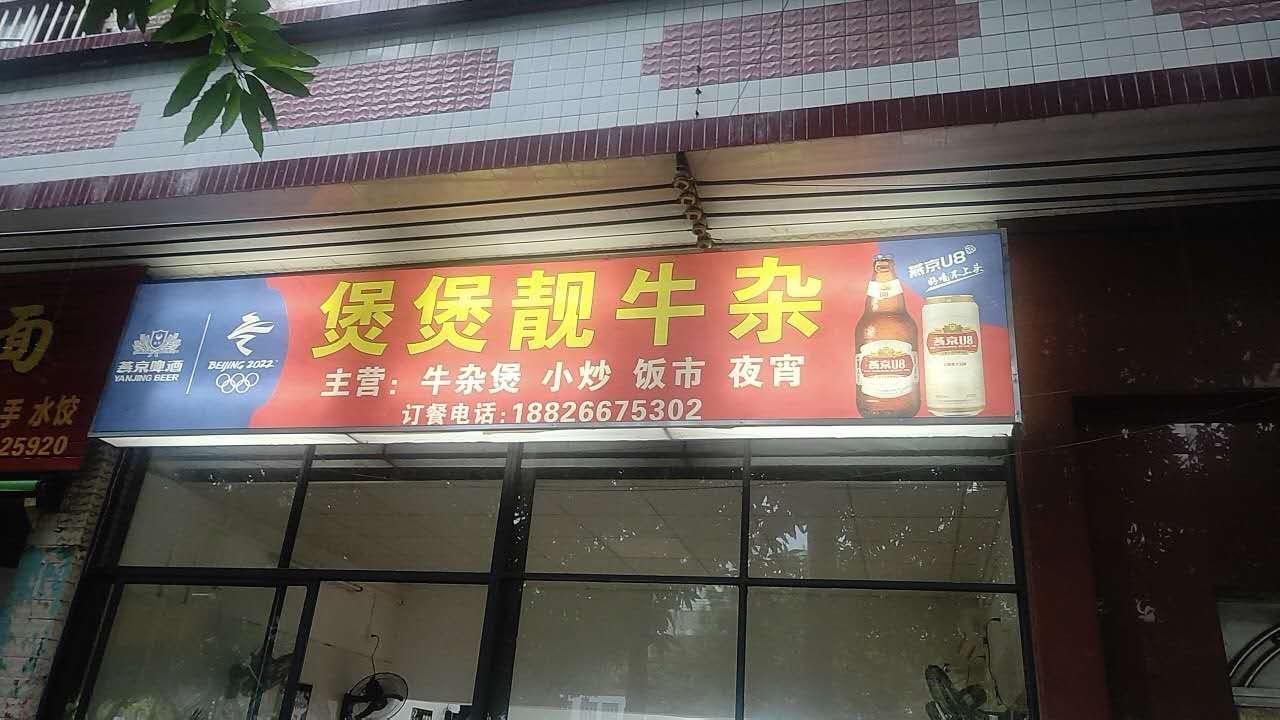 煲煲靓牛杂
主营：牛杂煲 小炒 饭市 夜宵
订餐电话：18826675302
燕京啤酒
YANJING BEER
BEIJING 2022
燕京U8
燕京U8
燕京U8
面
手 水饺
25920